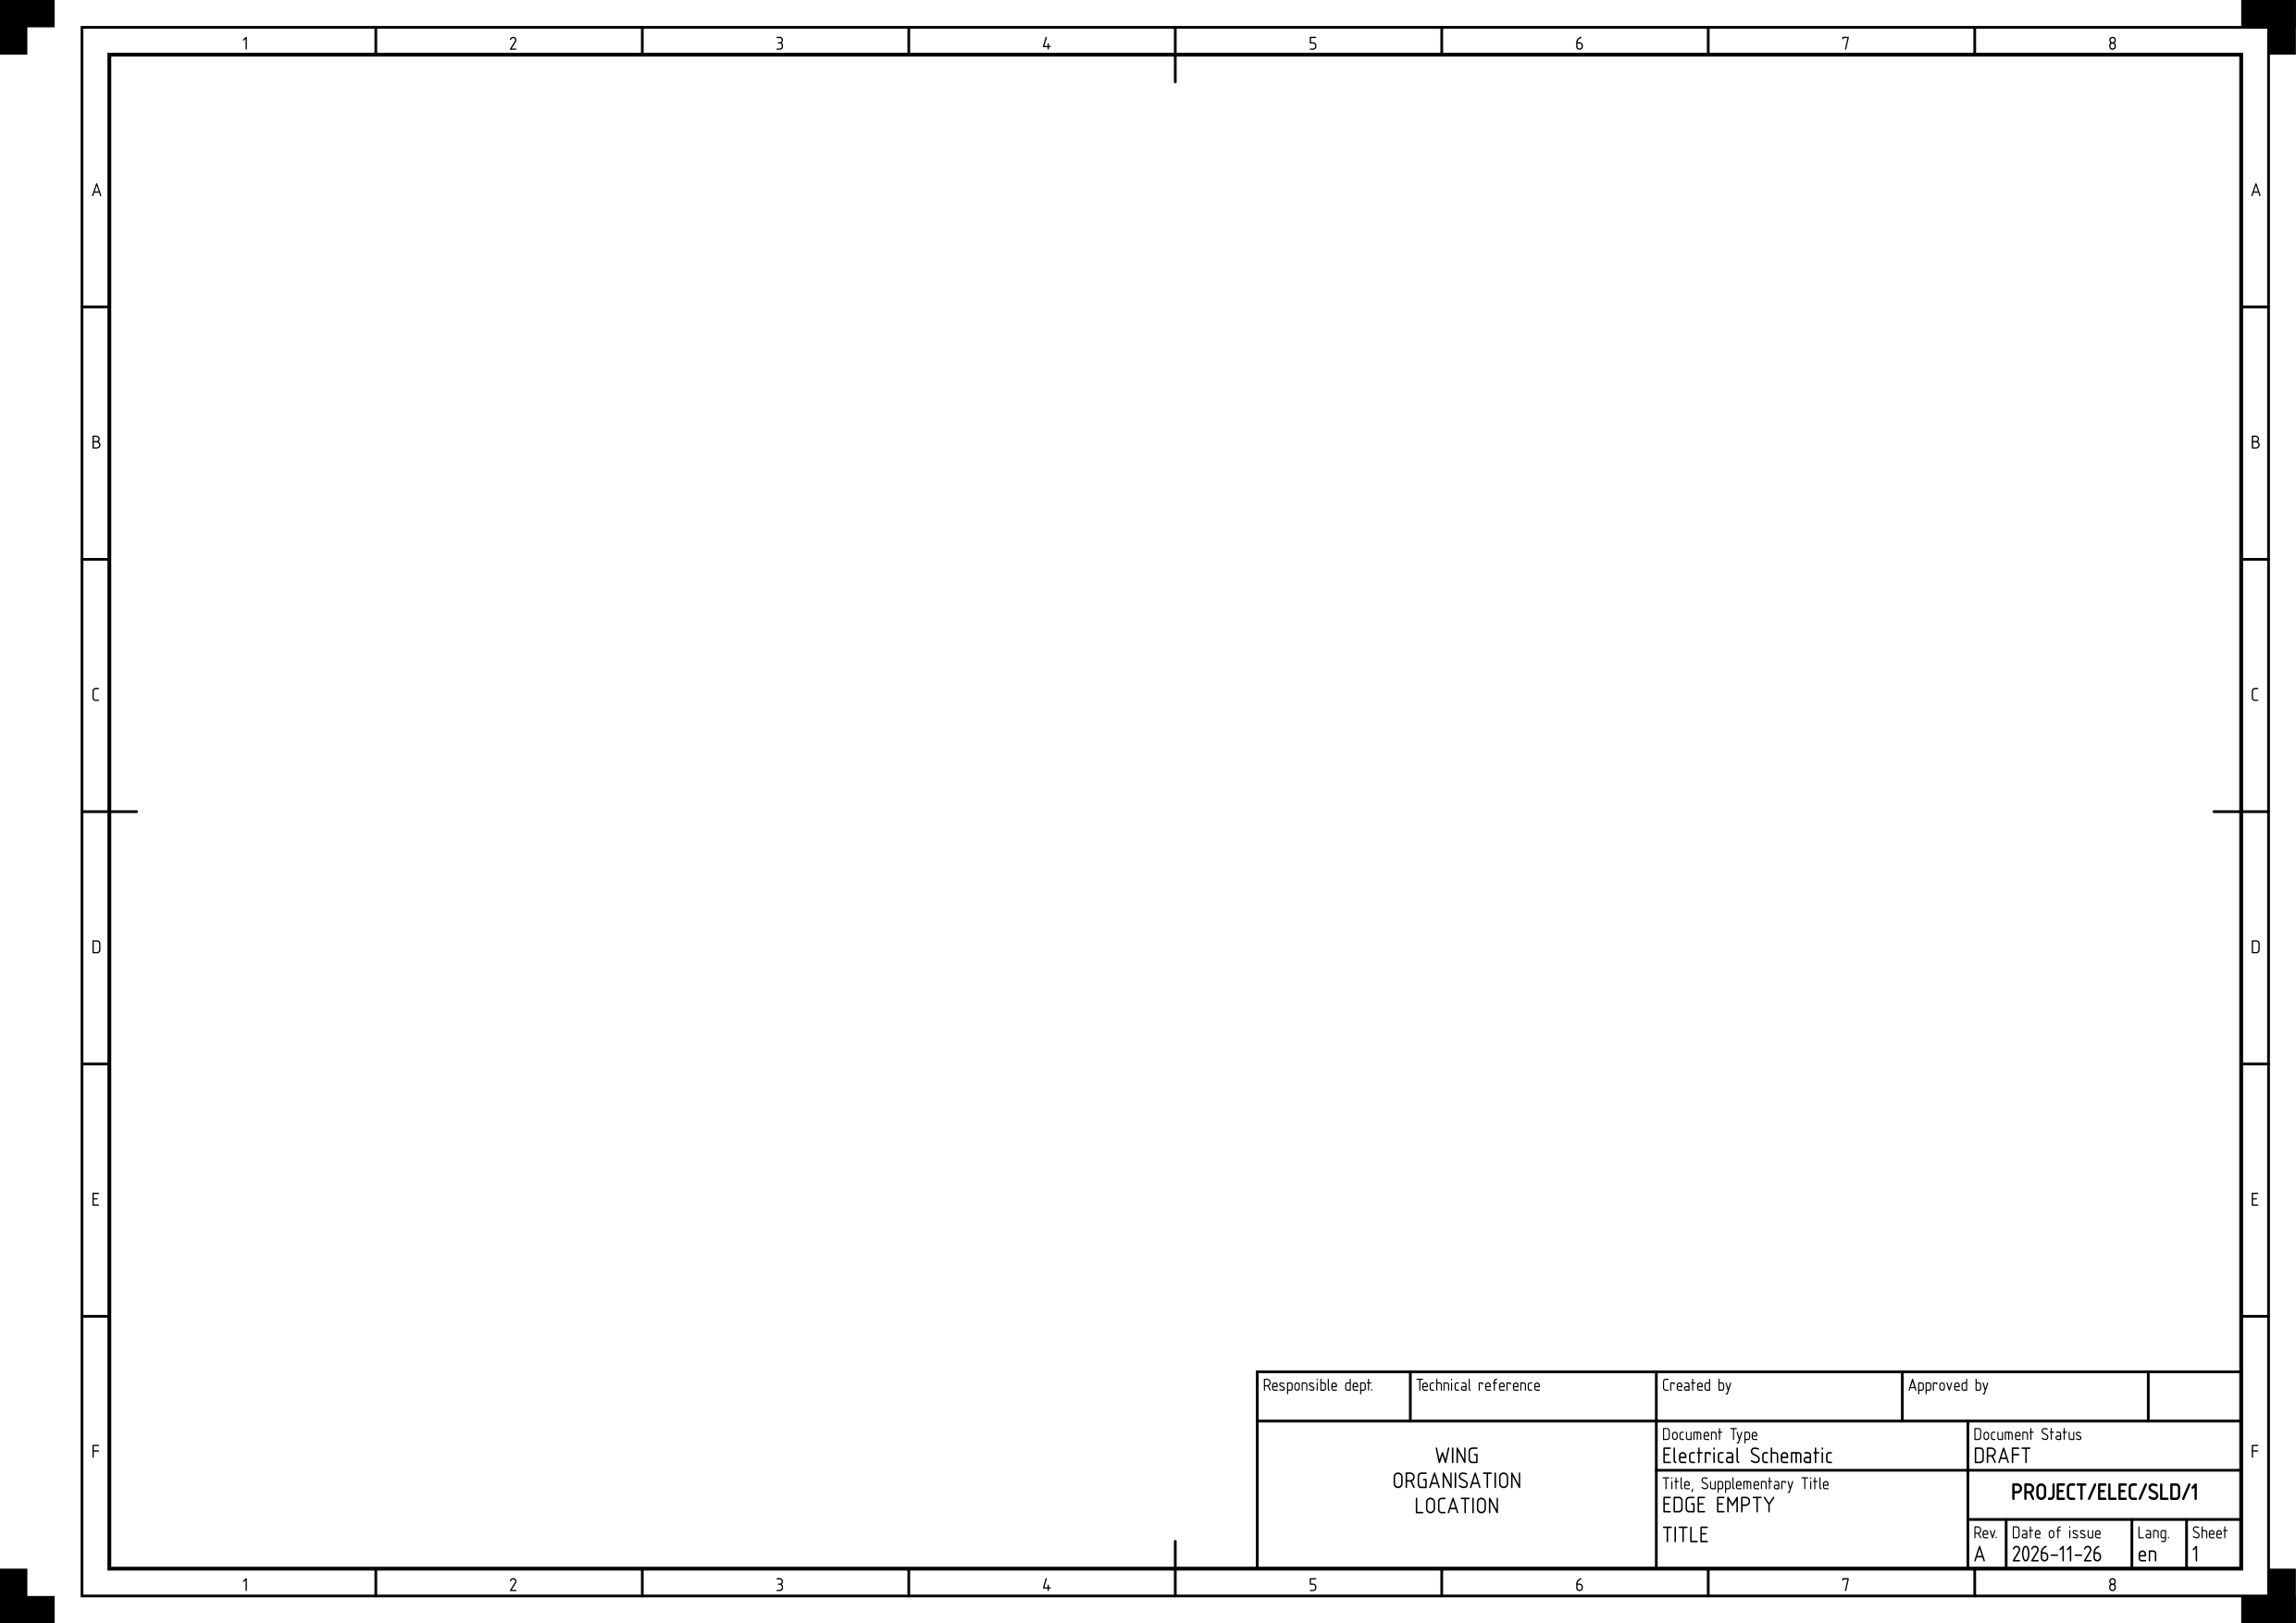 1 2 3 4 5 6 7 8
A A
B B
C C
D D
E E
F F
Responsible dept. Technical reference Created by Approved by
WING
ORGANISATION
LOCATION
Document Type
Electrical Schematic
Document Status
DRAFT
Title, Supplementary Title
EDGE EMPTY
TITLE
PROJECT/ELEC/SLD/1
Rev. Date of issue Lang. Sheet
A 2026-11-26 en 1
1 2 3 4 5 6 7 8